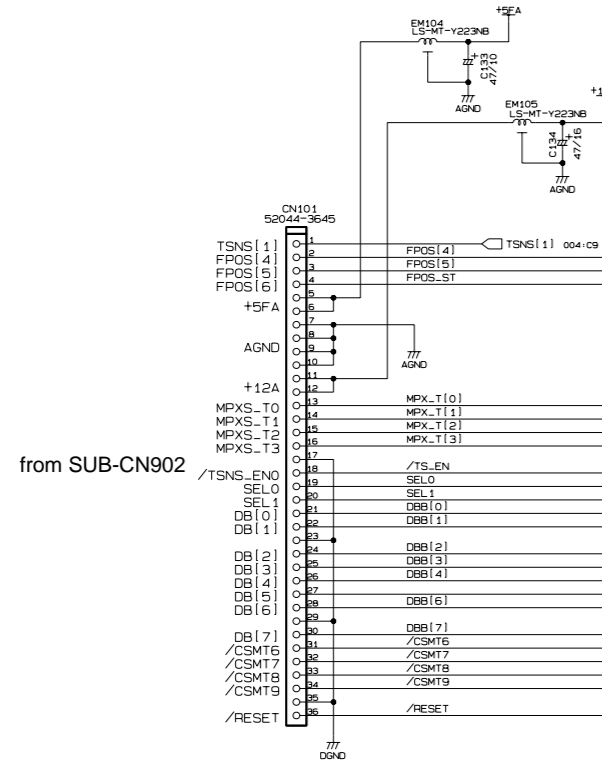 +5FA
EM104
LS-MT-Y223NB
C133
47/10
AGND
EM105
LS-MT-Y223NB
C134
47/16
AGND
CN101
52044-3645
TSNS[1] 1 TSNS[1] 004:C9
FPOS[4] 2 FPOS[4]
FPOS[5] 3 FPOS[5]
FPOS[6] 4 FPOS_ST
5
+5FA 6
7
8
AGND 9
10
AGND
11
+12A 12
MPXS_T0 13 MPX_T[0]
MPXS_T1 14 MPX_T[1]
MPXS_T2 15 MPX_T[2]
MPXS_T3 16 MPX_T[3]
17
from SUB-CN902
/TSNS_EN0 18 /TS_EN
SEL0 19 SEL0
SEL1 20 SEL1
DB[0] 21 DBB[0]
DB[1] 22 DBB[1]
23
DB[2] 24 DBB[2]
DB[3] 25 DBB[3]
DB[4] 26 DBB[4]
DB[5] 27
DB[6] 28 DBB[6]
29
DB[7] 30 DBB[7]
/CSMT6 31 /CSMT6
/CSMT7 32 /CSMT7
/CSMT8 33 /CSMT8
/CSMT9 34 /CSMT9
35
/RESET 36 /RESET
DGND